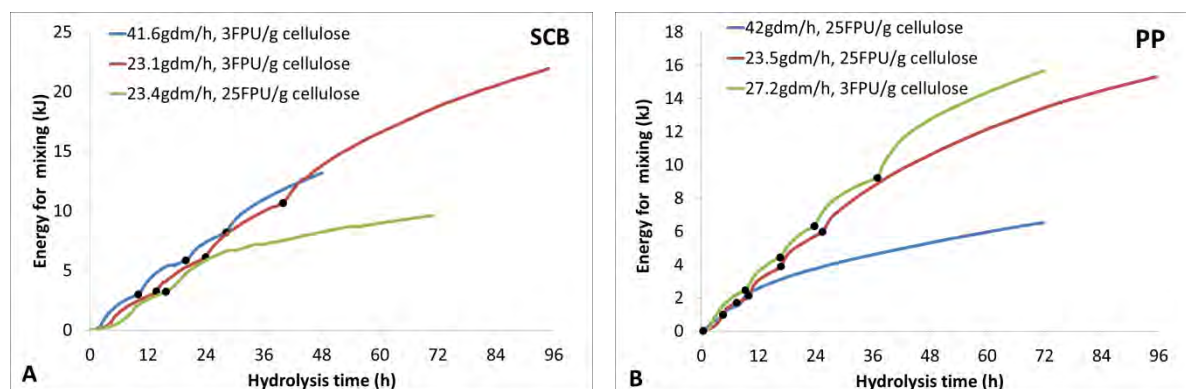 SCB
41.6gdm/h, 3FPU/g cellulose
23.1gdm/h, 3FPU/g cellulose
23.4gdm/h, 25FPU/g cellulose
Energy for mixing (kJ)
25
20
15
10
5
0
0 12 24 36 48 60 72 84 96
Hydrolysis time (h)
A
PP
42gdm/h, 25FPU/g cellulose
23.5gdm/h, 25FPU/g cellulose
27.2gdm/h, 3FPU/g cellulose
Energy for mixing (kJ)
18
16
14
12
10
8
6
4
2
0
0 12 24 36 48 60 72 84 96
Hydrolysis time (h)
B